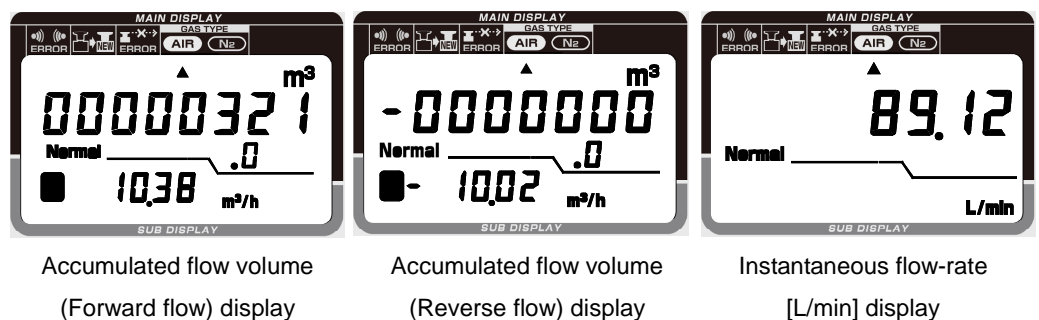 MAIN DISPLAY
ERROR NEW ERROR GAS TYPE AIR N2
m³
00000321
Normal .0
10.38 m³/h
SUB DISPLAY
Accumulated flow volume
(Forward flow) display
MAIN DISPLAY
ERROR NEW ERROR GAS TYPE AIR N2
m³
-0000000
Normal .0
- 10.02 m³/h
SUB DISPLAY
Accumulated flow volume
(Reverse flow) display
MAIN DISPLAY
ERROR NEW ERROR GAS TYPE AIR N2
89.12
Normal
L/min
SUB DISPLAY
Instantaneous flow-rate
[L/min] display